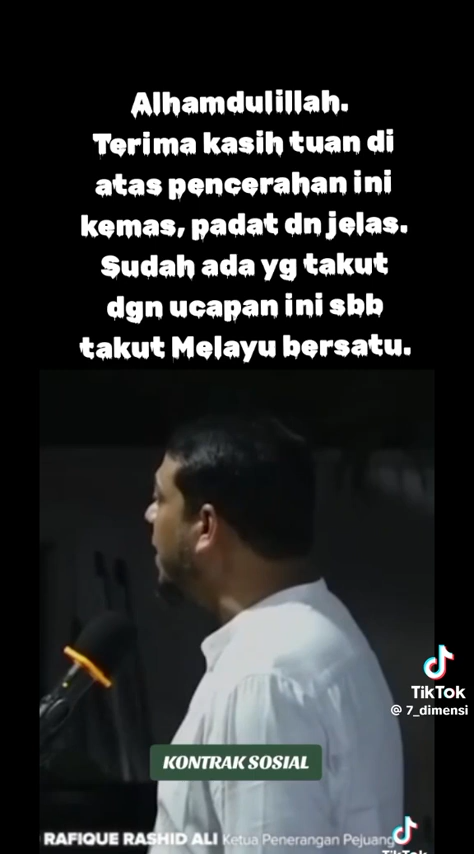 Alhamdulillah.
Terima kasih tuan di
atas pencerahan ini
kemas, padat dn jelas.
Sudah ada yg takut
dgn ucapan ini sbb
takut Melayu bersatu.
TikTok
@ 7_dimensi
KONTRAK SOSIAL
RAFIQUE RASHID ALI Ketua Penerangan Pejuang
TikTok